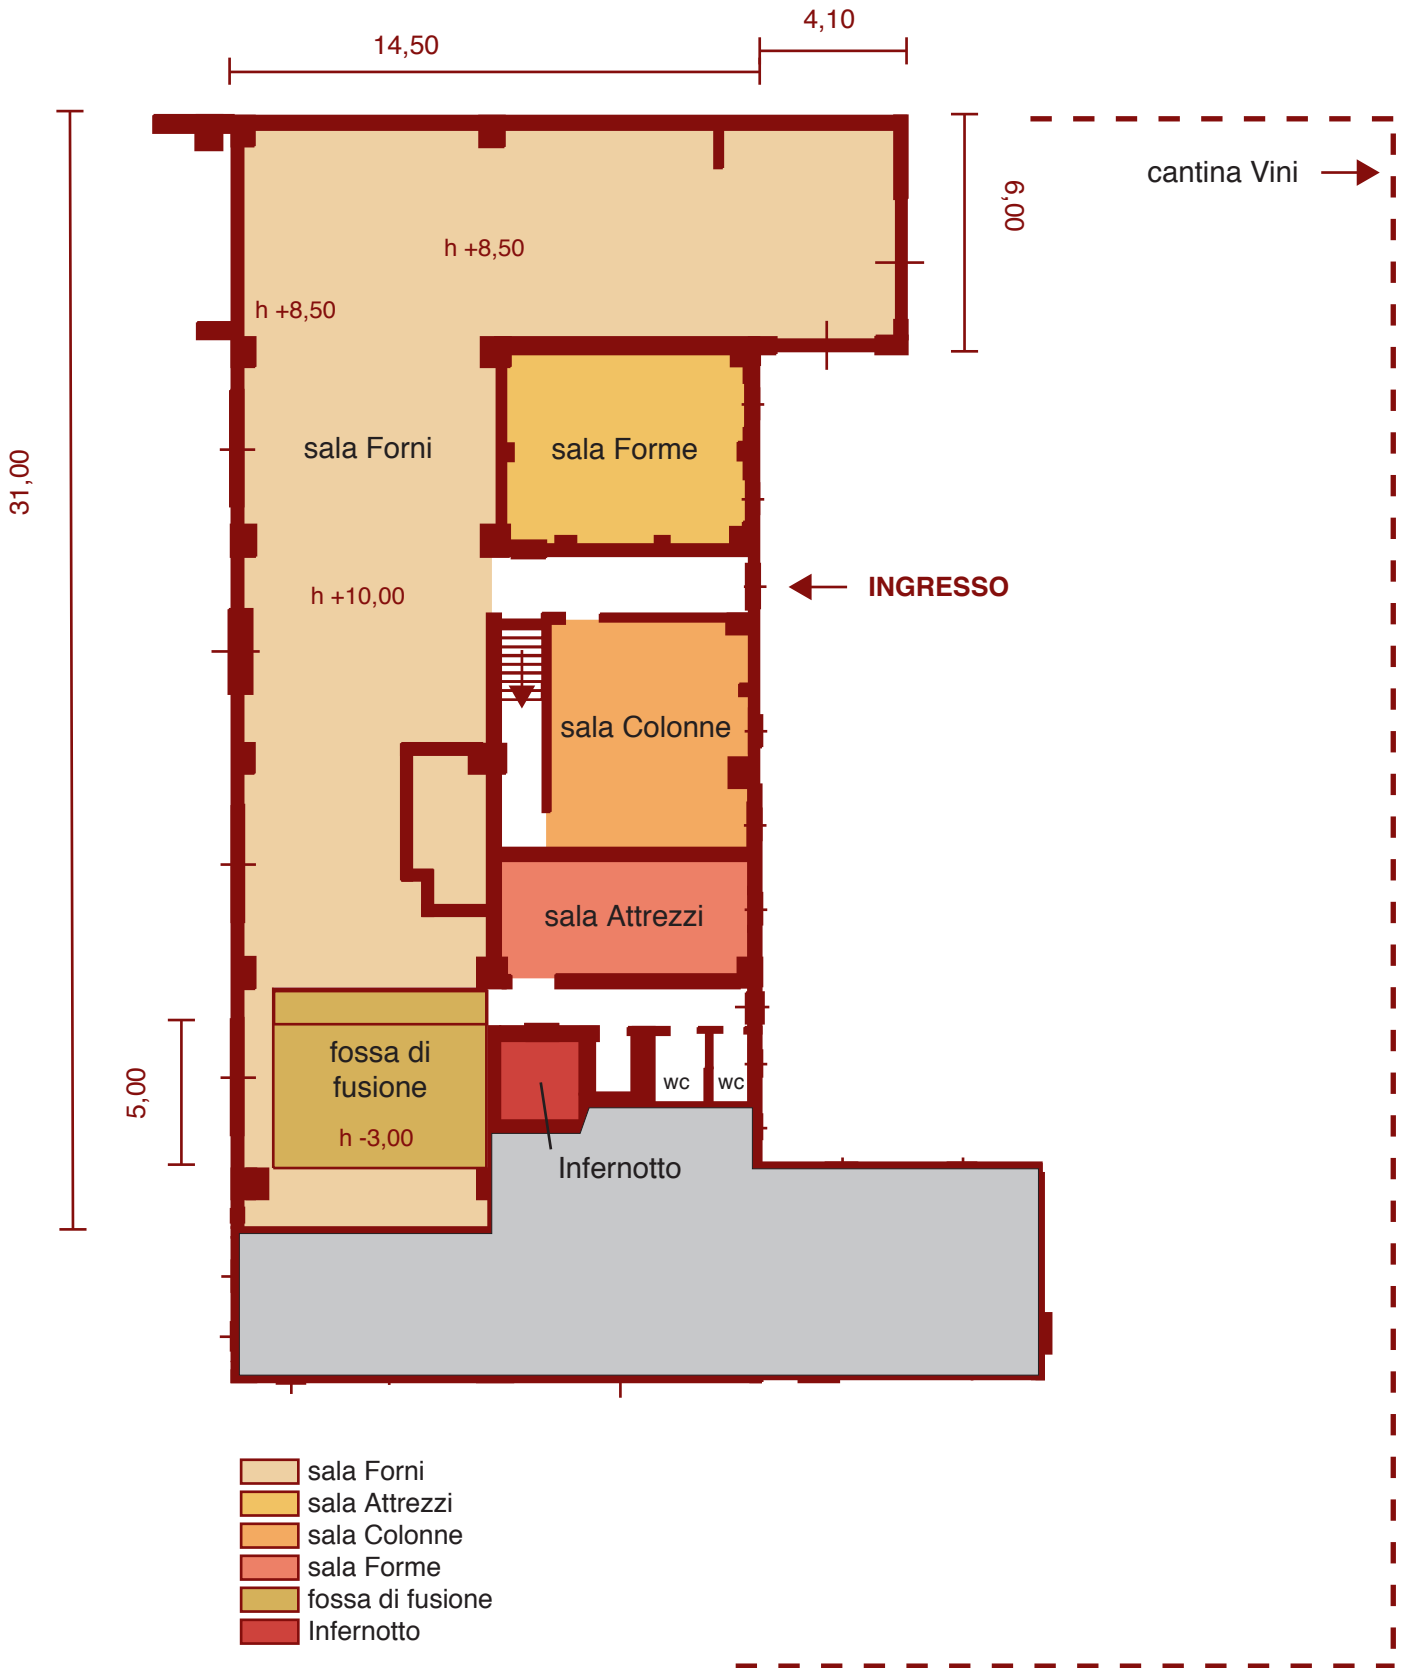 4,10
14,50
cantina Vini
6,00
h +8,50
h +8,50
sala Forni
sala Forme
31,00
h +10,00
INGRESSO
sala Colonne
sala Attrezzi
fossa di
fusione
5,00
wc
wc
h -3,00
Infernotto
sala Forni
sala Attrezzi
sala Colonne
sala Forme
fossa di fusione
Infernotto